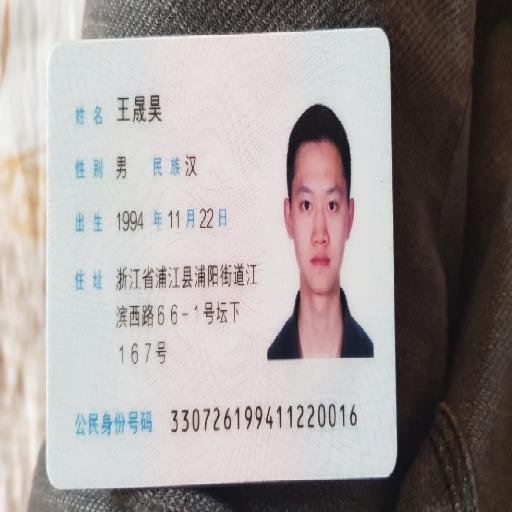 姓名 王晟昊
性别 男 民族 汉
出生 1994 年 11 月 22 日
住址 浙江省浦江县浦阳街道江
滨西路66-1号坛下
167号
公民身份号码 330726199411220016